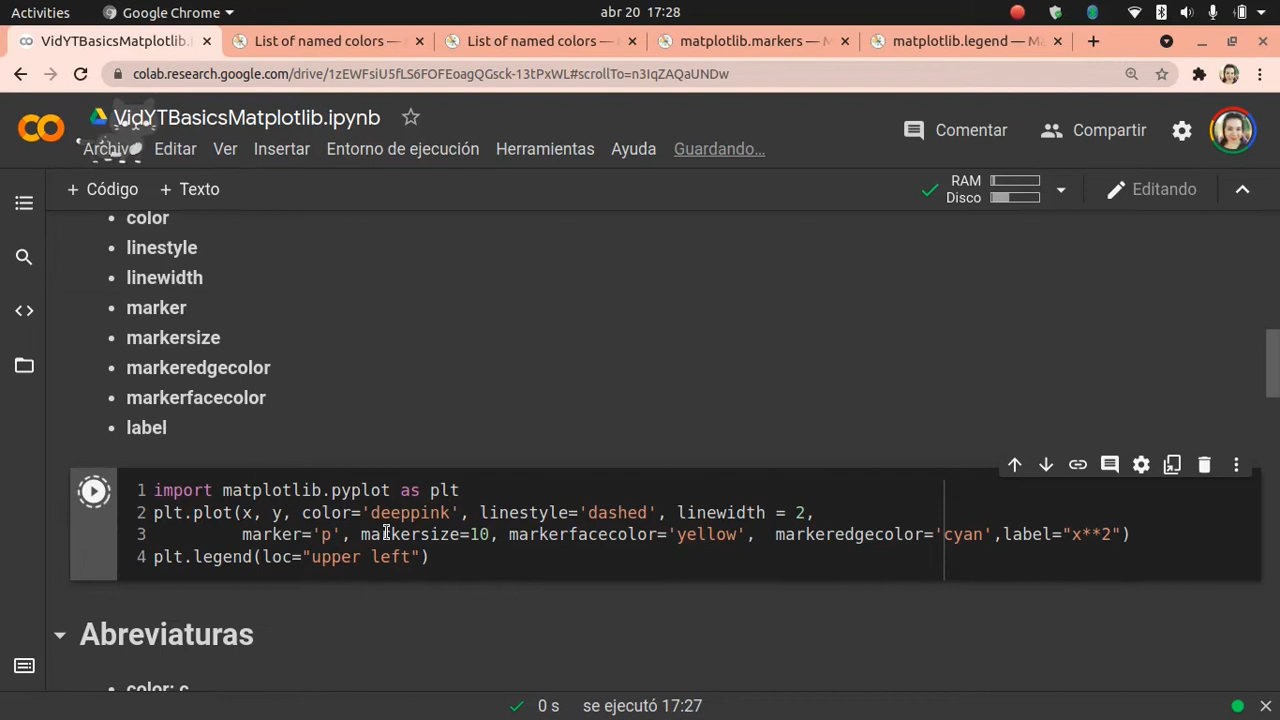 Activities
Google Chrome
abr 20 17:28
VidYTBasicsMatplotlib.i
List of named colors —
List of named colors —
matplotlib.markers — M
matplotlib.legend — Ma
colab.research.google.com/drive/1zEWFsiU5fLS6FOFEoagQGsck-13tPxWL#scrollTo=n3IqZAQaUNDw
VidYTBasicsMatplotlib.ipynb
Archivo Editar Ver Insertar Entorno de ejecución Herramientas Ayuda Guardando...
Comentar
Compartir
+ Código + Texto
RAM
Disco
Editando
• color
• linestyle
• linewidth
• marker
• markersize
• markeredgecolor
• markerfacecolor
• label
1 import matplotlib.pyplot as plt
2 plt.plot(x, y, color='deeppink', linestyle='dashed', linewidth = 2,
3 marker='p', markersize=10, markerfacecolor='yellow', markeredgecolor='cyan',label="x**2")
4 plt.legend(loc="upper left")
Abreviaturas
• color: c
0 s se ejecutó 17:27